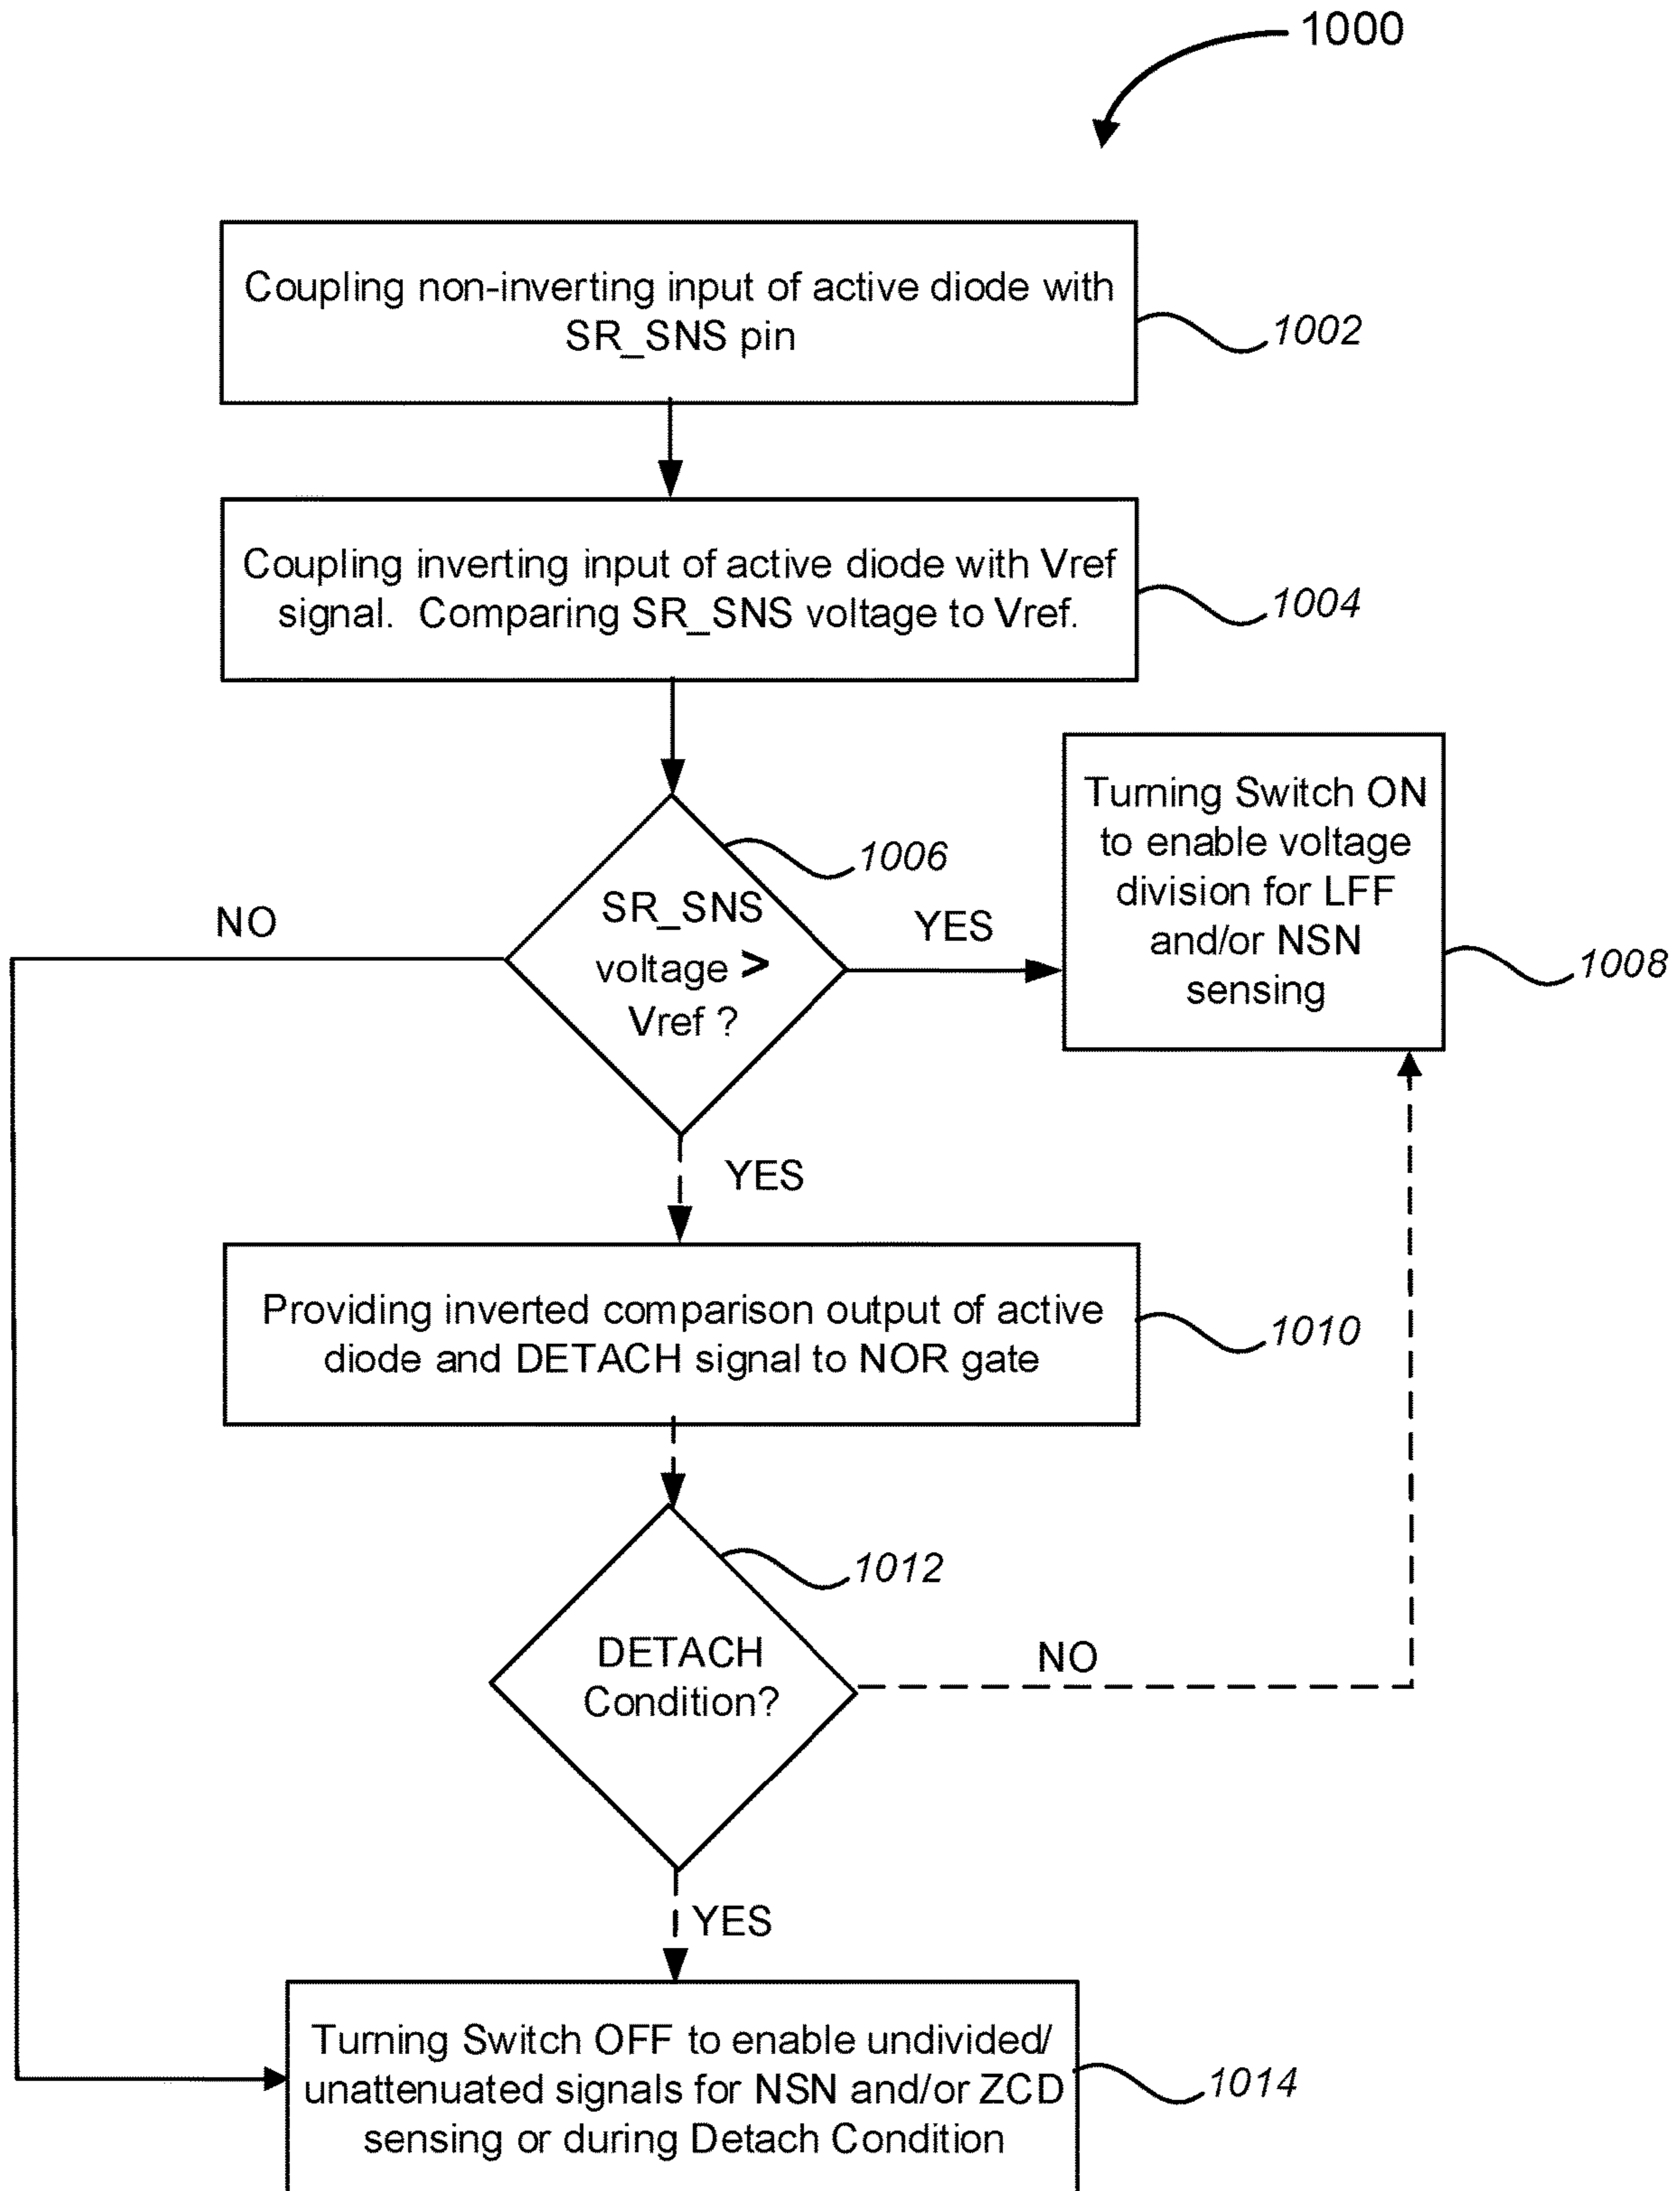 1000
Coupling non-inverting input of active diode with
SR_SNS pin
1002
Coupling inverting input of active diode with Vref
signal.  Comparing SR_SNS voltage to Vref.
1004
1006
SR_SNS
voltage >
Vref ?
NO
YES
Turning Switch ON
to enable voltage
division for LFF
and/or NSN
sensing
1008
YES
Providing inverted comparison output of active
diode and DETACH signal to NOR gate
1010
1012
DETACH
Condition?
NO
YES
Turning Switch OFF to enable undivided/
unattenuated signals for NSN and/or ZCD
sensing or during Detach Condition
1014